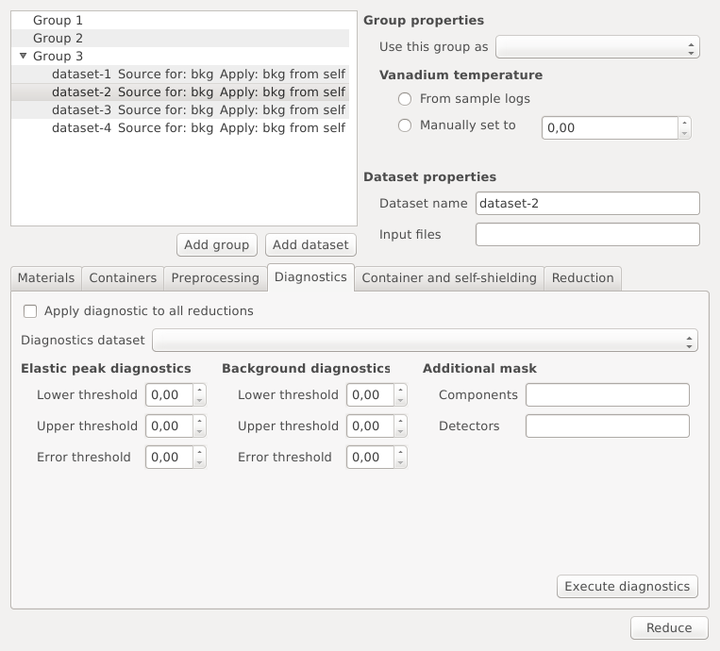 Group 1
Group 2
Group 3
dataset-1 Source for: bkg Apply: bkg from self
dataset-2 Source for: bkg Apply: bkg from self
dataset-3 Source for: bkg Apply: bkg from self
dataset-4 Source for: bkg Apply: bkg from self
Add group Add dataset
Group properties
Use this group as
Vanadium temperature
From sample logs
Manually set to 0,00
Dataset properties
Dataset name dataset-2
Input files
Materials Containers Preprocessing Diagnostics Container and self-shielding Reduction
Apply diagnostic to all reductions
Diagnostics dataset
Elastic peak diagnostics Background diagnostics Additional mask
Lower threshold 0,00 Lower threshold 0,00 Components
Upper threshold 0,00 Upper threshold 0,00 Detectors
Error threshold 0,00 Error threshold 0,00
Execute diagnostics
Reduce